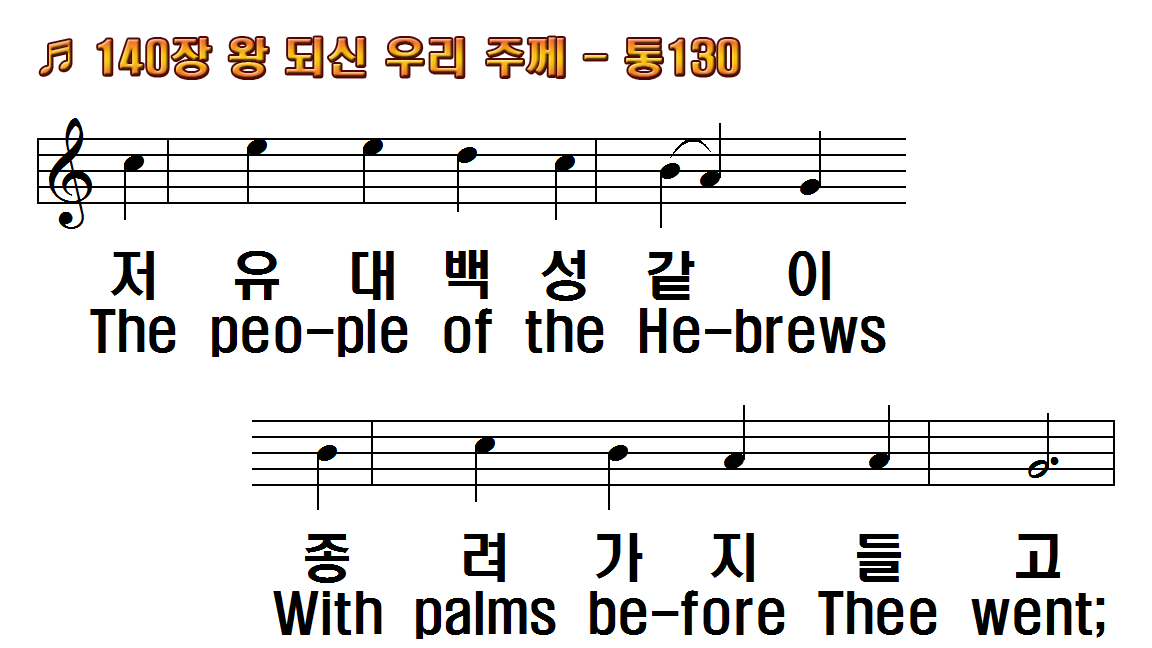 ♬ 140장 왕 되신 우리 주께 - 통130
저 유 대 백 성 같 이
The peo-ple of the He-brews
종 려 가 지 들 고
With palms be-fore Thee went;